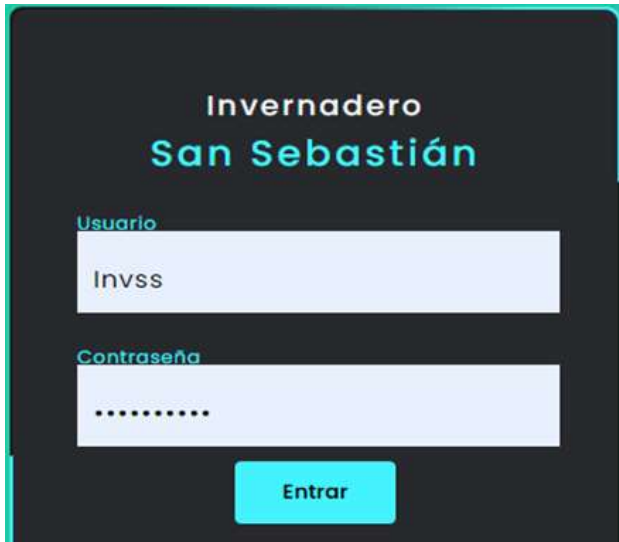 Invernadero
San Sebastián
Usuario
Invss
Contraseña
••••••••••
Entrar